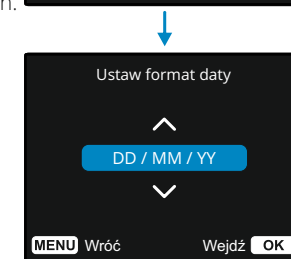 n.
Ustaw format daty
DD / MM / YY
MENU Wróć Wejdź OK